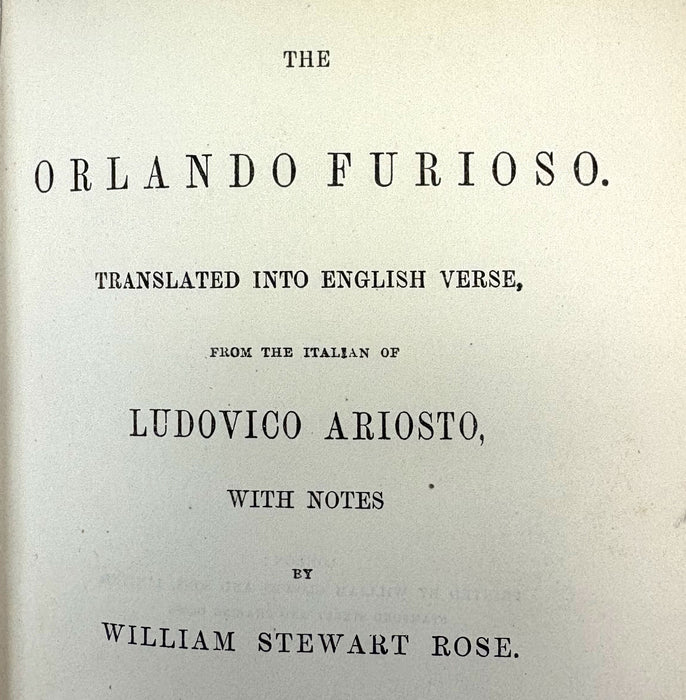 THE
ORLANDO FURIOSO.
TRANSLATED INTO ENGLISH VERSE,
FROM THE ITALIAN OF
LUDOVICO ARIOSTO,
WITH NOTES
BY
WILLIAM STEWART ROSE.